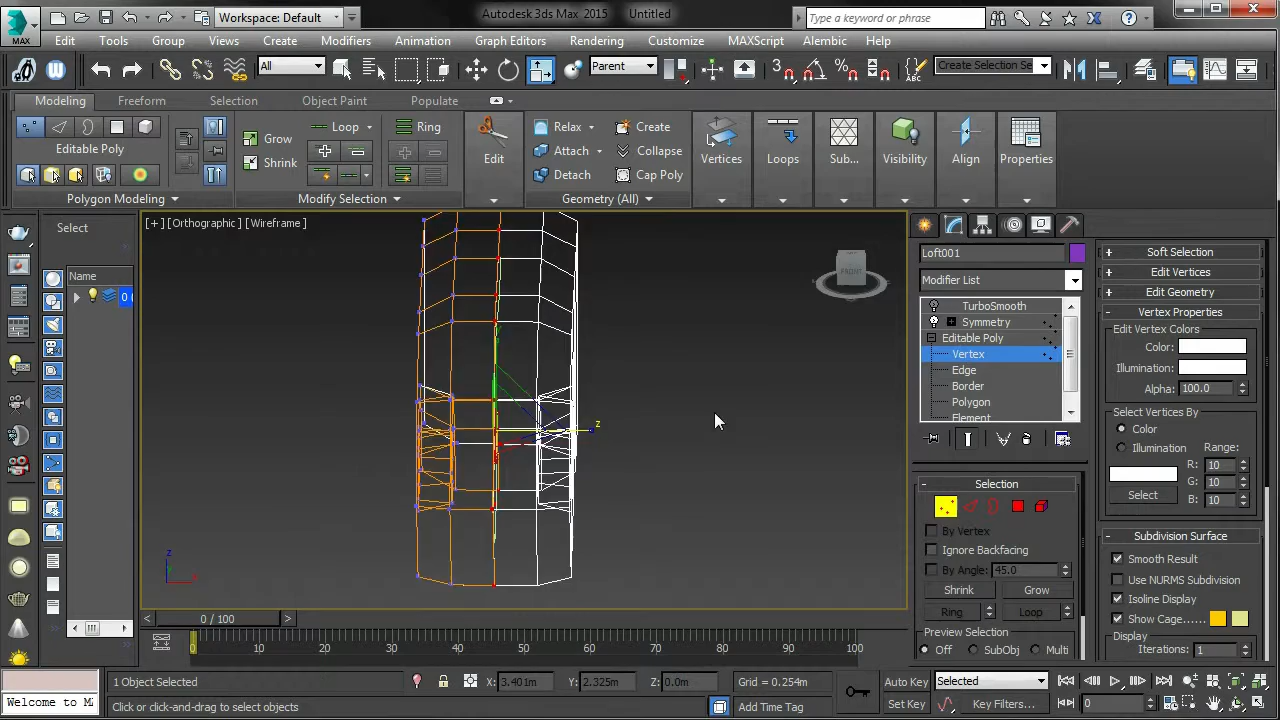 Workspace: Default
Autodesk 3ds Max 2015 Untitled
Type a keyword or phrase
MAX
Edit Tools Group Views Create Modifiers Animation Graph Editors Rendering Customize MAXScript Alembic Help
All
Parent
3
Create Selection Se
Modeling Freeform Selection Object Paint Populate
Editable Poly
Polygon Modeling
Grow
Shrink
Loop
Ring
Modify Selection
Edit
Relax
Attach
Detach
Create
Collapse
Cap Poly
Geometry (All)
Vertices
Loops
Sub...
Visibility
Align
Properties
Select
Name
0 (
[+] [Orthographic] [Wireframe]
FRONT
z
z
Loft001
Modifier List
TurboSmooth
Symmetry
Editable Poly
Vertex
Edge
Border
Polygon
Element
Selection
By Vertex
Ignore Backfacing
By Angle: 45.0
Shrink Grow
Ring Loop
Preview Selection
Off SubObj Multi
Soft Selection
Edit Vertices
Edit Geometry
Vertex Properties
Edit Vertex Colors
Color:
Illumination:
Alpha: 100.0
Select Vertices By
Color
Illumination Range:
R: 10
G: 10
B: 10
Select
Subdivision Surface
Smooth Result
Use NURMS Subdivision
Isoline Display
Show Cage......
Display
Iterations: 1
0 / 100
0 10 20 30 40 50 60 70 80 90 100
1 Object Selected
X: 3.401m Y: 2.325m Z: 0.0m Grid = 0.254m
Auto Key Selected
Welcome to M
Click or click-and-drag to select objects
Add Time Tag
Set Key Key Filters...
0